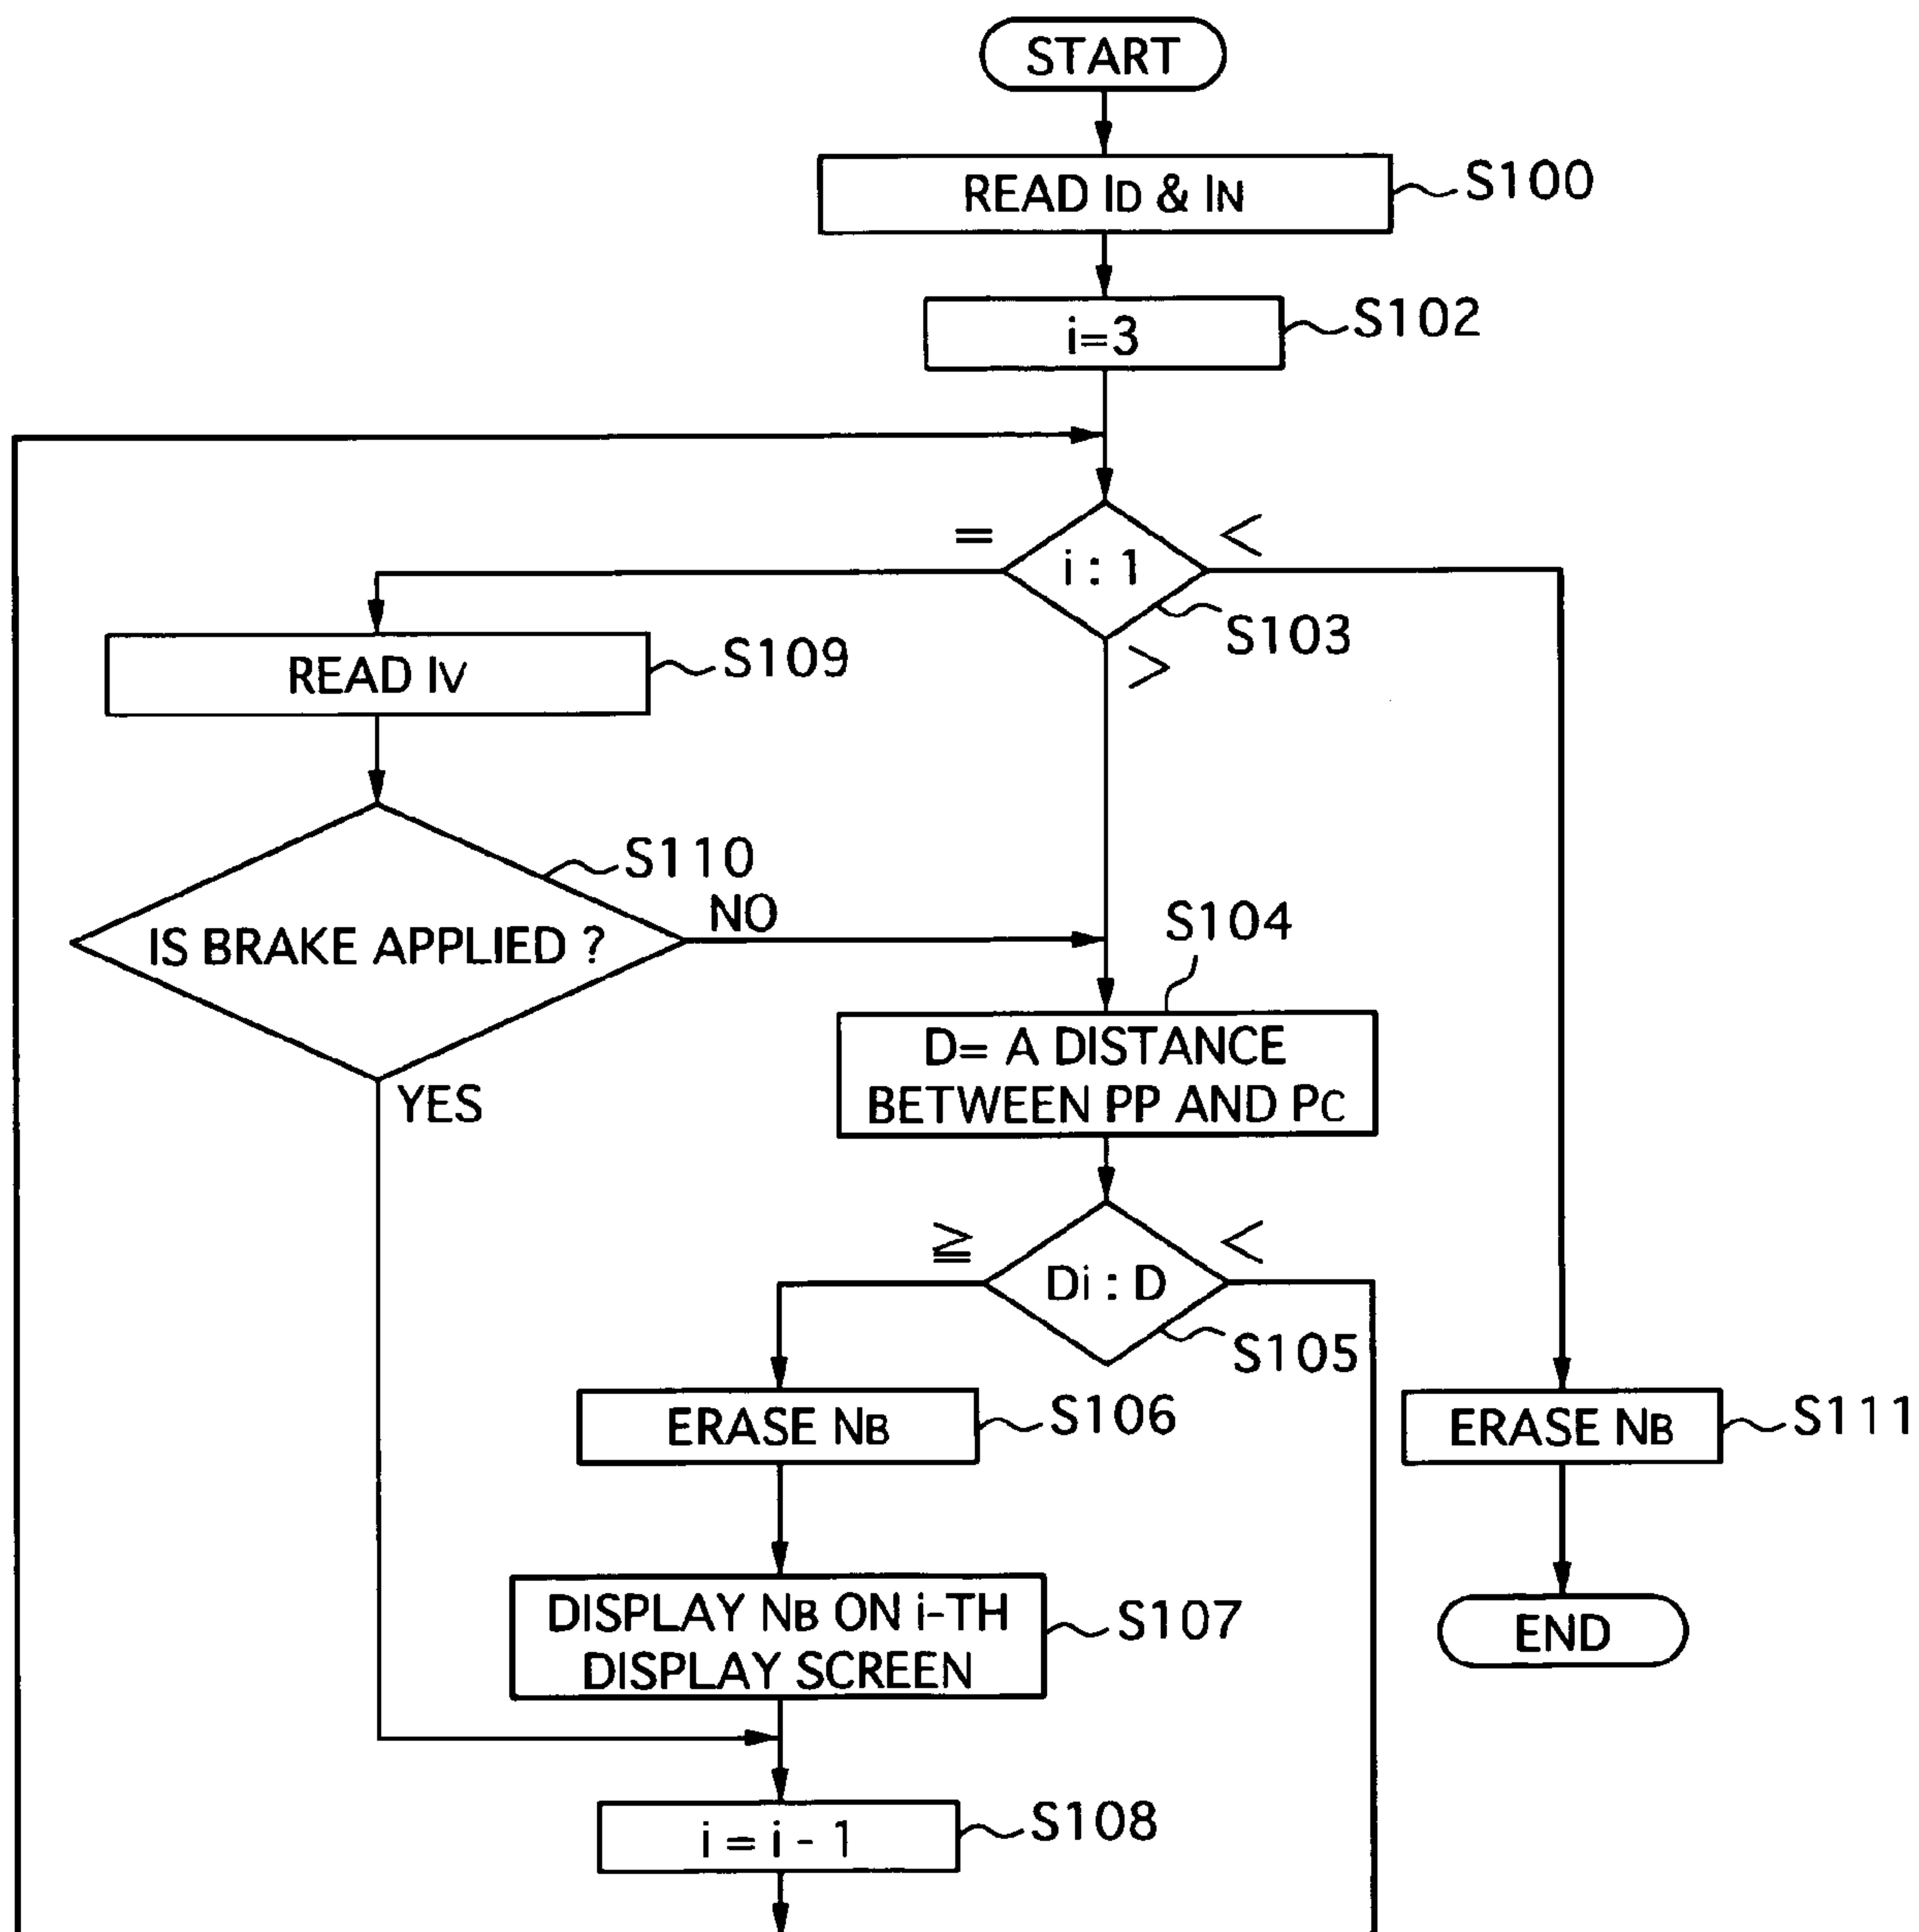 START
READ ID & IN
S100
i=3
S102
=
<
i : 1
S103
>
READ IV
S109
S110
NO
IS BRAKE APPLIED ?
YES
S104
D= A DISTANCE
BETWEEN PP AND PC
≧
<
Di : D
S105
ERASE NB
S106
ERASE NB
S111
DISPLAY NB ON i-TH
DISPLAY SCREEN
S107
END
i = i - 1
S108